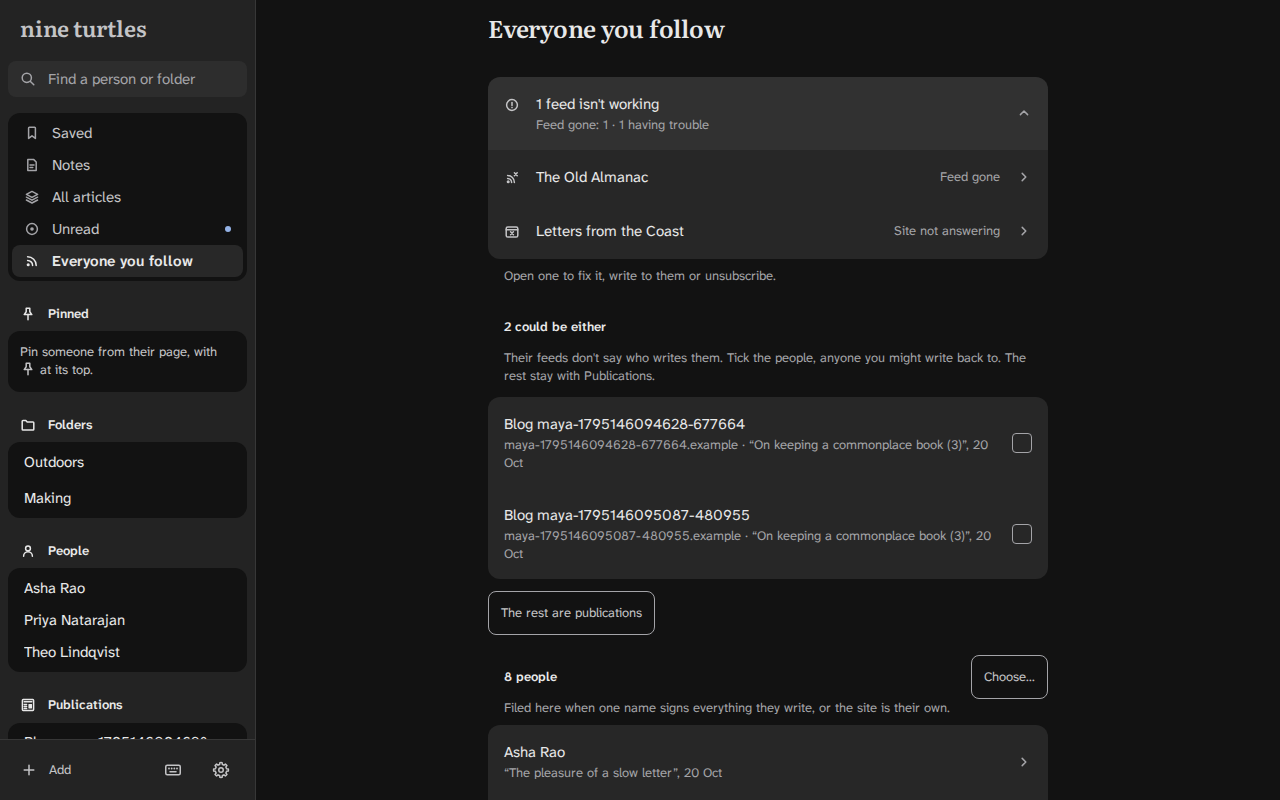 nine turtles
Find a person or folder
Saved
Notes
All articles
Unread
Everyone you follow
Pinned
Pin someone from their page, with
at its top.
Folders
Outdoors
Making
People
Asha Rao
Priya Natarajan
Theo Lindqvist
Publications
Add
Everyone you follow
1 feed isn't working
Feed gone: 1 · 1 having trouble
The Old Almanac
Feed gone
Letters from the Coast
Site not answering
Open one to fix it, write to them or unsubscribe.
2 could be either
Their feeds don't say who writes them. Tick the people, anyone you might write back to. The
rest stay with Publications.
Blog maya-1795146094628-677664
maya-1795146094628-677664.example · “On keeping a commonplace book (3)”, 20
Oct
Blog maya-1795146095087-480955
maya-1795146095087-480955.example · “On keeping a commonplace book (3)”, 20
Oct
The rest are publications
8 people
Choose…
Filed here when one name signs everything they write, or the site is their own.
Asha Rao
“The pleasure of a slow letter”, 20 Oct